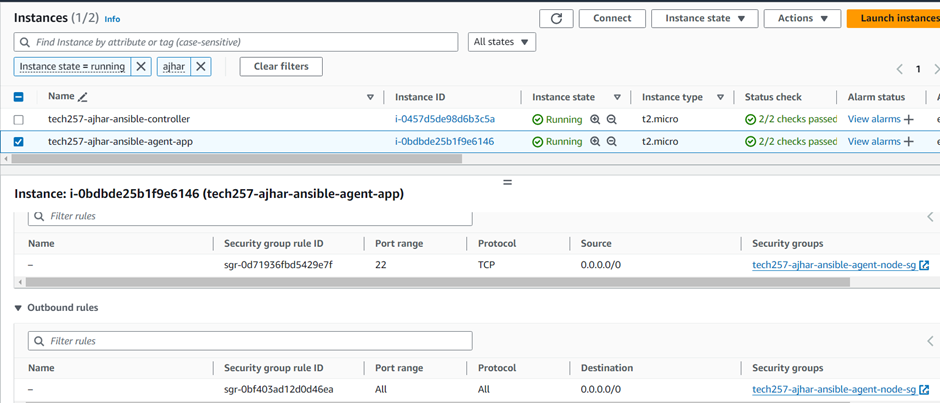 Instances (1/2) Info Connect Instance state Actions Launch instances
Find Instance by attribute or tag (case-sensitive) All states
Instance state = running ajhar Clear filters 1
Name Instance ID Instance state Instance type Status check Alarm status
tech257-ajhar-ansible-controller i-0457d5de98d6b3c5a Running t2.micro 2/2 checks passed View alarms
tech257-ajhar-ansible-agent-app i-0bdbde25b1f9e6146 Running t2.micro 2/2 checks passed View alarms
Instance: i-0bdbde25b1f9e6146 (tech257-ajhar-ansible-agent-app)
Filter rules
Name Security group rule ID Port range Protocol Source Security groups
– sgr-0d71936fbd5429e7f 22 TCP 0.0.0.0/0 tech257-ajhar-ansible-agent-node-sg
Outbound rules
Filter rules
Name Security group rule ID Port range Protocol Destination Security groups
– sgr-0bf403ad12d0d46ea All All 0.0.0.0/0 tech257-ajhar-ansible-agent-node-sg